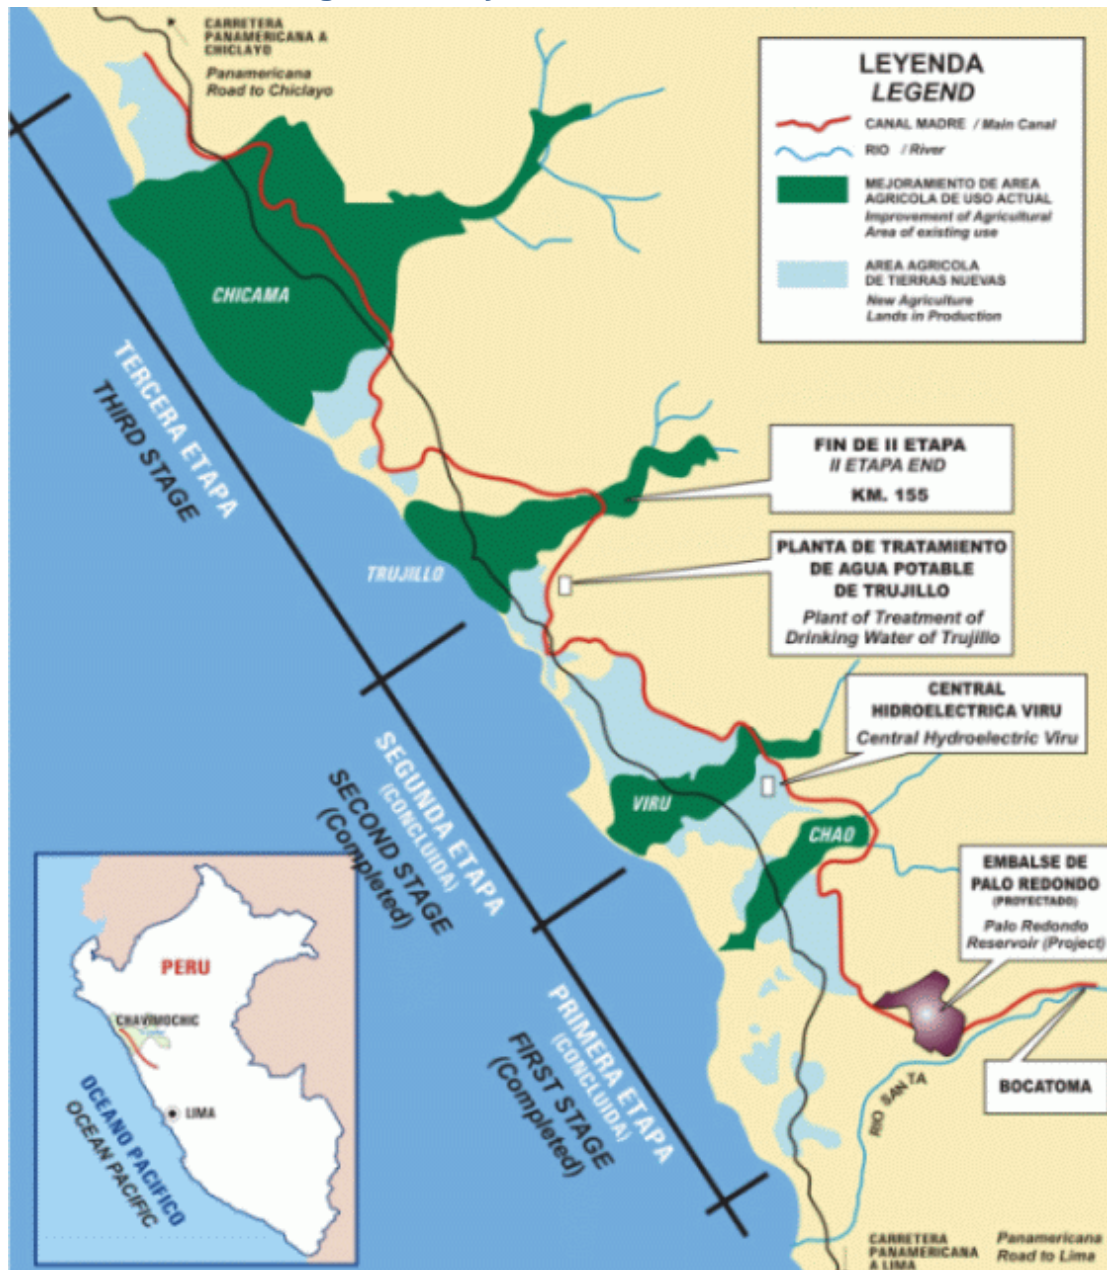 CARRETERA
PANAMERICANA A
CHICLAYO
Panamericana
Road to Chiclayo
LEYENDA
LEGEND
CANAL MADRE / Main Canal
RIO / River
MEJORAMIENTO DE AREA
AGRICOLA DE USO ACTUAL
Improvement of Agricultural
Area of existing use
AREA AGRICOLA
DE TIERRAS NUEVAS
New Agriculture
Lands in Production
CHICAMA
TERCERA ETAPA
THIRD STAGE
FIN DE II ETAPA
II ETAPA END
KM. 155
PLANTA DE TRATAMIENTO
DE AGUA POTABLE
DE TRUJILLO
Plant of Treatment of
Drinking Water of Trujillo
TRUJILLO
CENTRAL
HIDROELECTRICA VIRU
Central Hydroelectric Viru
SEGUNDA ETAPA
(CONCLUIDA)
SECOND STAGE
(Completed)
VIRU
CHAO
EMBALSE DE
PALO REDONDO
(PROYECTADO)
Palo Redondo
Reservoir (Project)
PRIMERA ETAPA
(CONCLUIDA)
FIRST STAGE
(Completed)
BOCATOMA
RIO SANTA
PERU
CHAVIMOCHIC
LIMA
OCEANO PACIFICO
OCEAN PACIFIC
CARRETERA
PANAMERICANA
A LIMA
Panamericana
Road to Lima